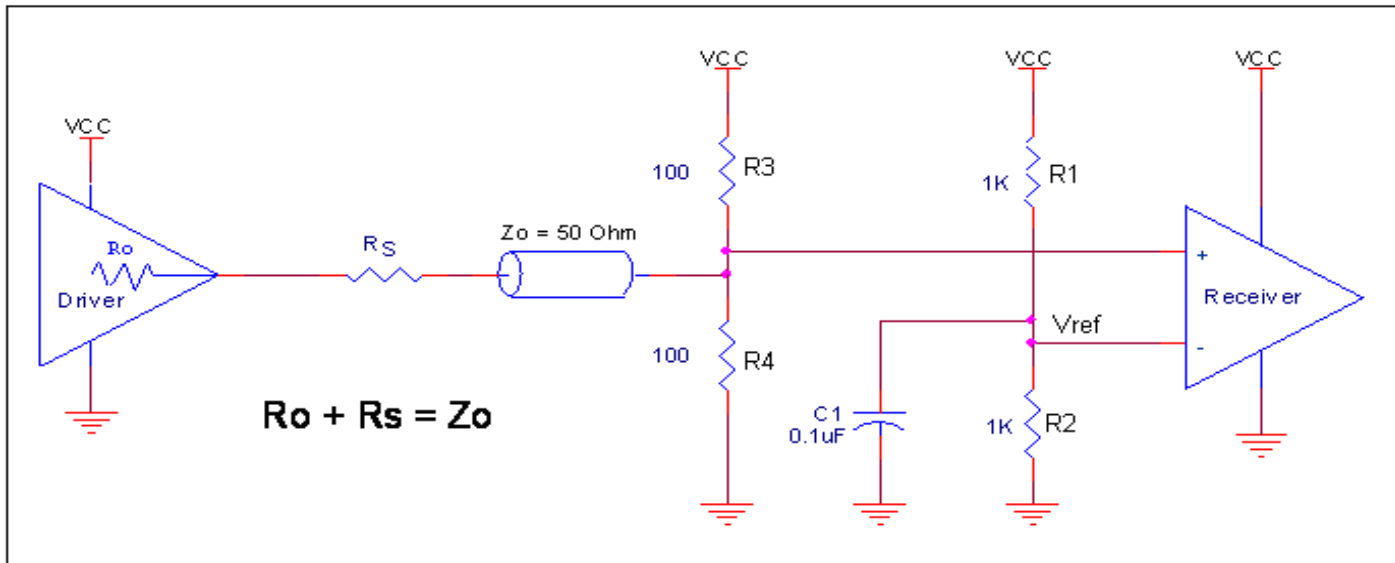 VCC
VCC
VCC
VCC
100
R3
1K
R1
Zo = 50 Ohm
Ro
RS
+
Driver
Receiver
Vref
-
100
R4
Ro + Rs = Zo
C1
0.1uF
1K
R2